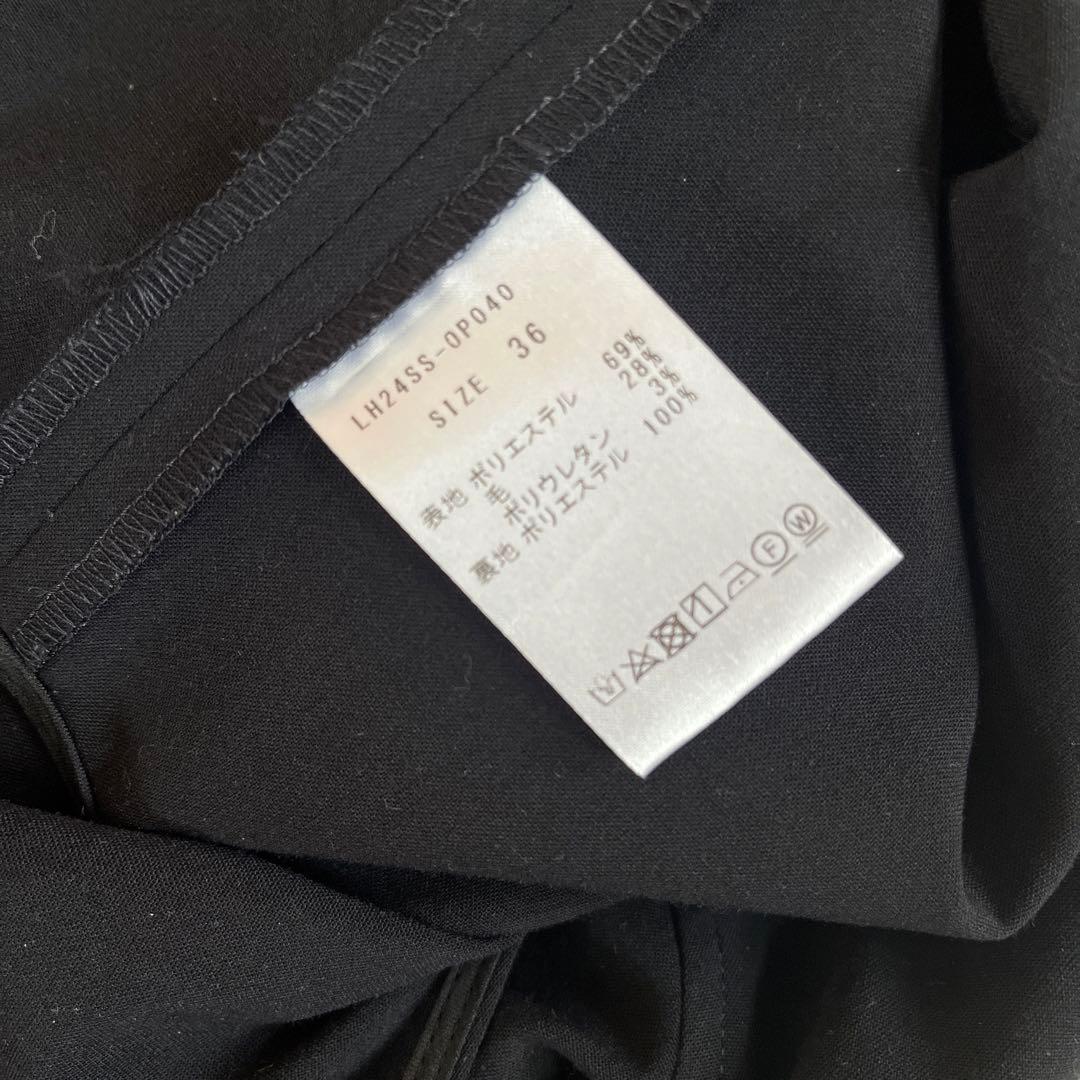 LH24SS-OP040
SIZE 36
表地 ポリエステル 69%
毛 28%
ポリウレタン 3%
裏地 ポリエステル 100%
F W